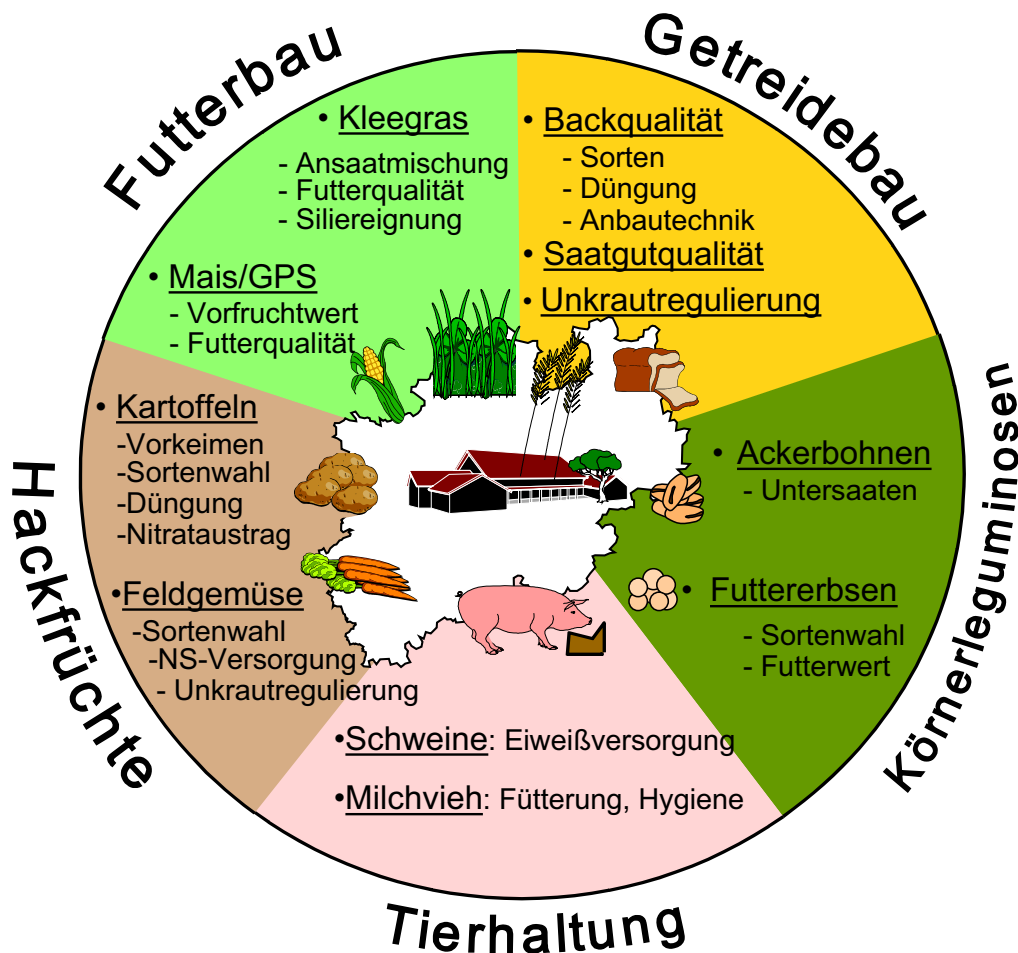 Futterbau
• Kleegras
- Ansaatmischung
- Futterqualität
- Siliereignung
• Mais/GPS
- Vorfruchtwert
- Futterqualität
Getreidebau
• Backqualität
- Sorten
- Düngung
- Anbautechnik
• Saatgutqualität
• Unkrautregulierung
Körnerleguminosen
• Ackerbohnen
- Untersaaten
• Futtererbsen
- Sortenwahl
- Futterwert
Tierhaltung
•Schweine: Eiweißversorgung
•Milchvieh: Fütterung, Hygiene
Hackfrüchte
• Kartoffeln
-Vorkeimen
-Sortenwahl
-Düngung
-Nitrataustrag
•Feldgemüse
-Sortenwahl
-NS-Versorgung
- Unkrautregulierung